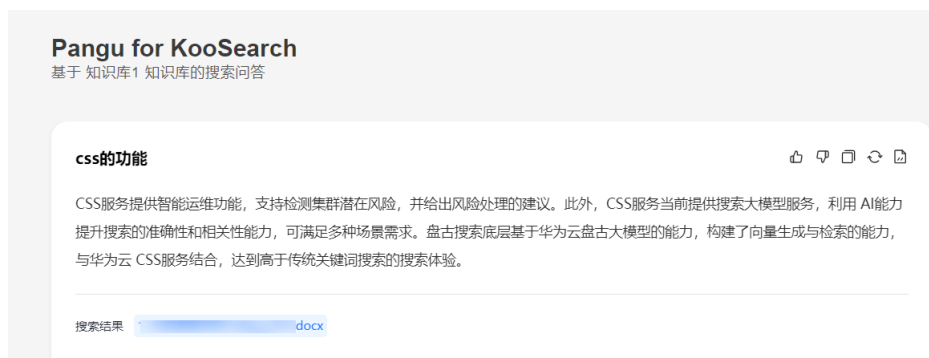 Pangu for KooSearch
基于 知识库1 知识库的搜索问答
css的功能
CSS服务提供智能运维功能，支持检测集群潜在风险，并给出风险处理的建议。此外，CSS服务当前提供搜索大模型服务，利用 AI能力
提升搜索的准确性和相关性能力，可满足多种场景需求。盘古搜索底层基于华为云盘古大模型的能力，构建了向量生成与检索的能力，
与华为云 CSS服务结合，达到高于传统关键词搜索的搜索体验。
搜索结果 docx